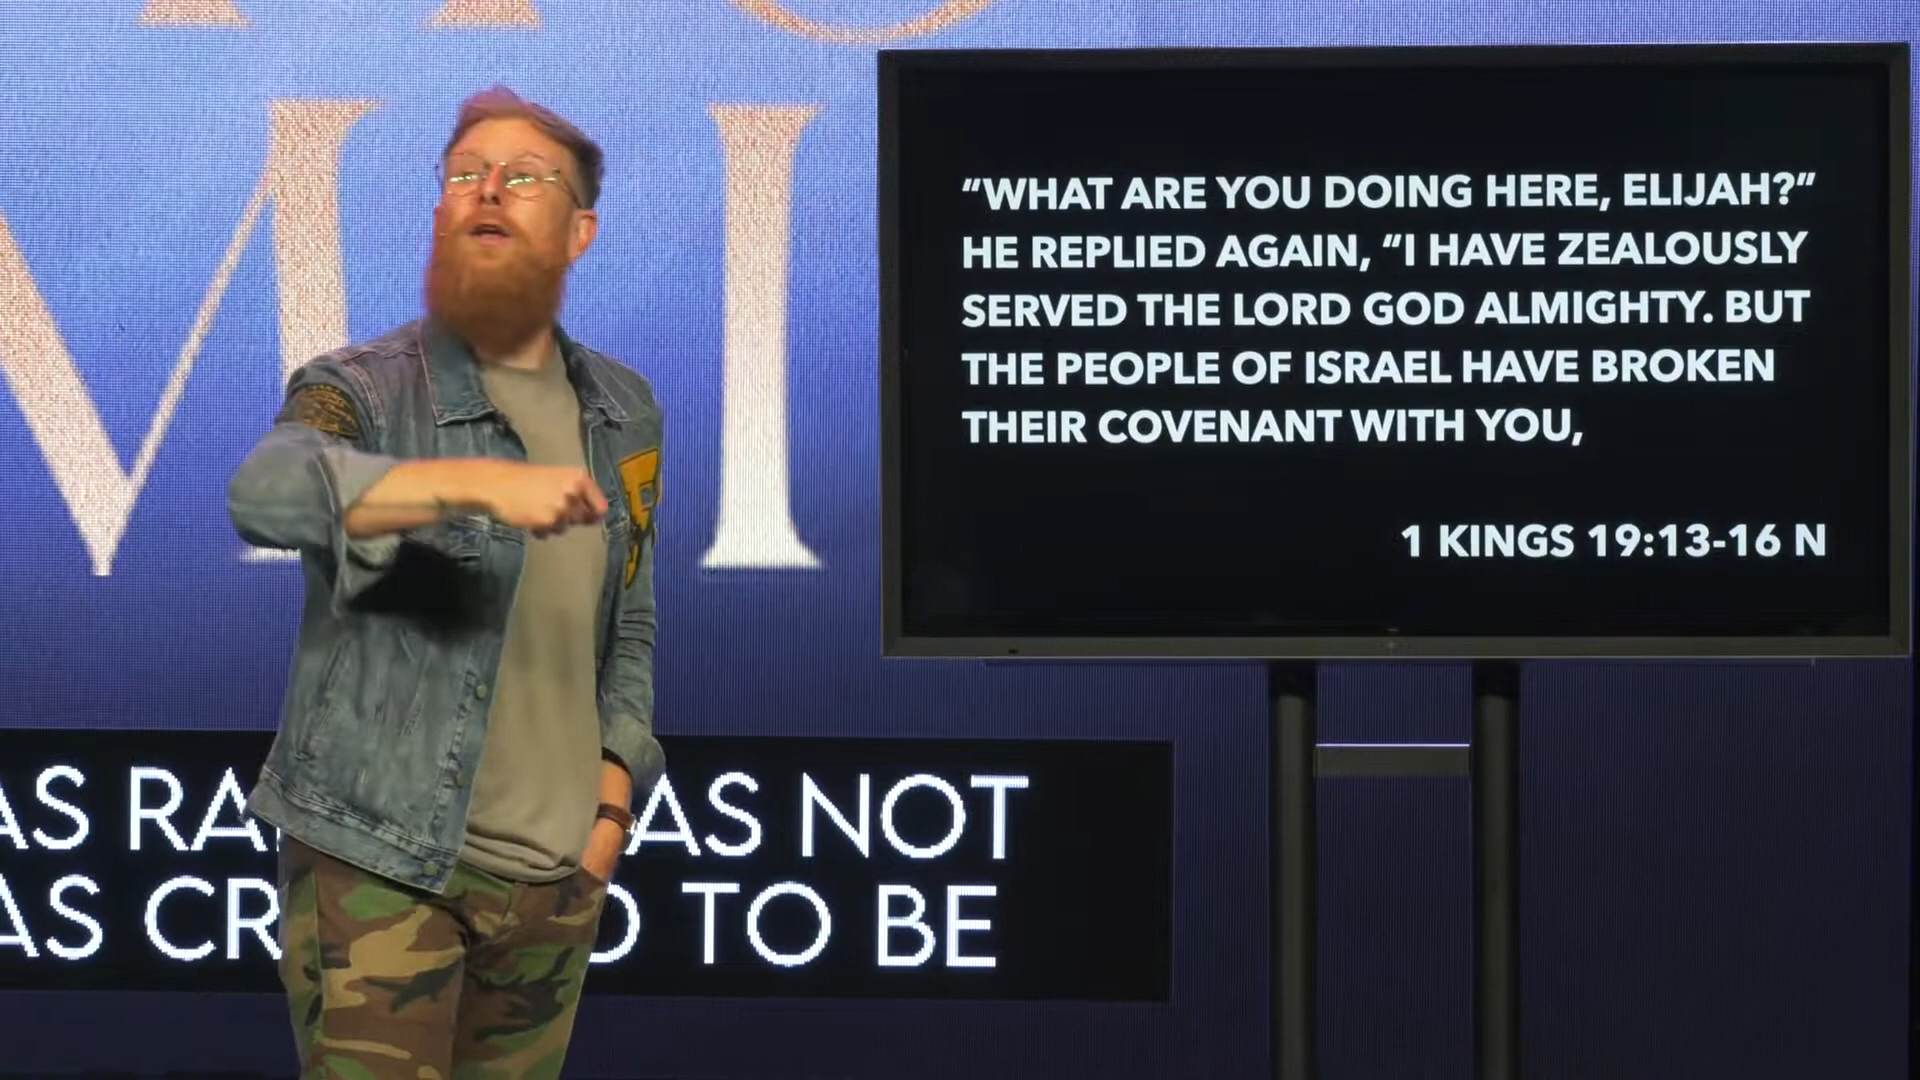 “WHAT ARE YOU DOING HERE, ELIJAH?”
HE REPLIED AGAIN, “I HAVE ZEALOUSLY
SERVED THE LORD GOD ALMIGHTY. BUT
THE PEOPLE OF ISRAEL HAVE BROKEN
THEIR COVENANT WITH YOU,
1 KINGS 19:13-16 N
AS NOT
TO BE